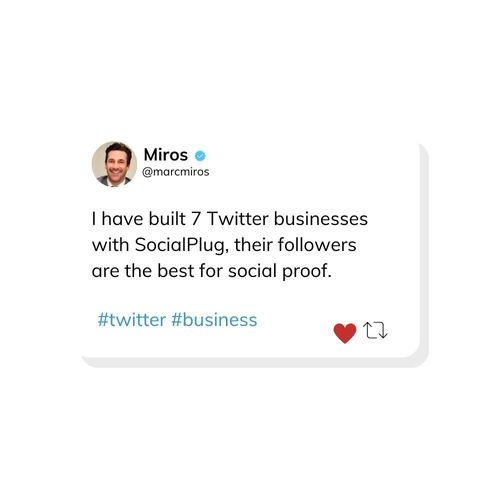 Miros
@marcmiros
I have built 7 Twitter businesses
with SocialPlug, their followers
are the best for social proof.
#twitter #business